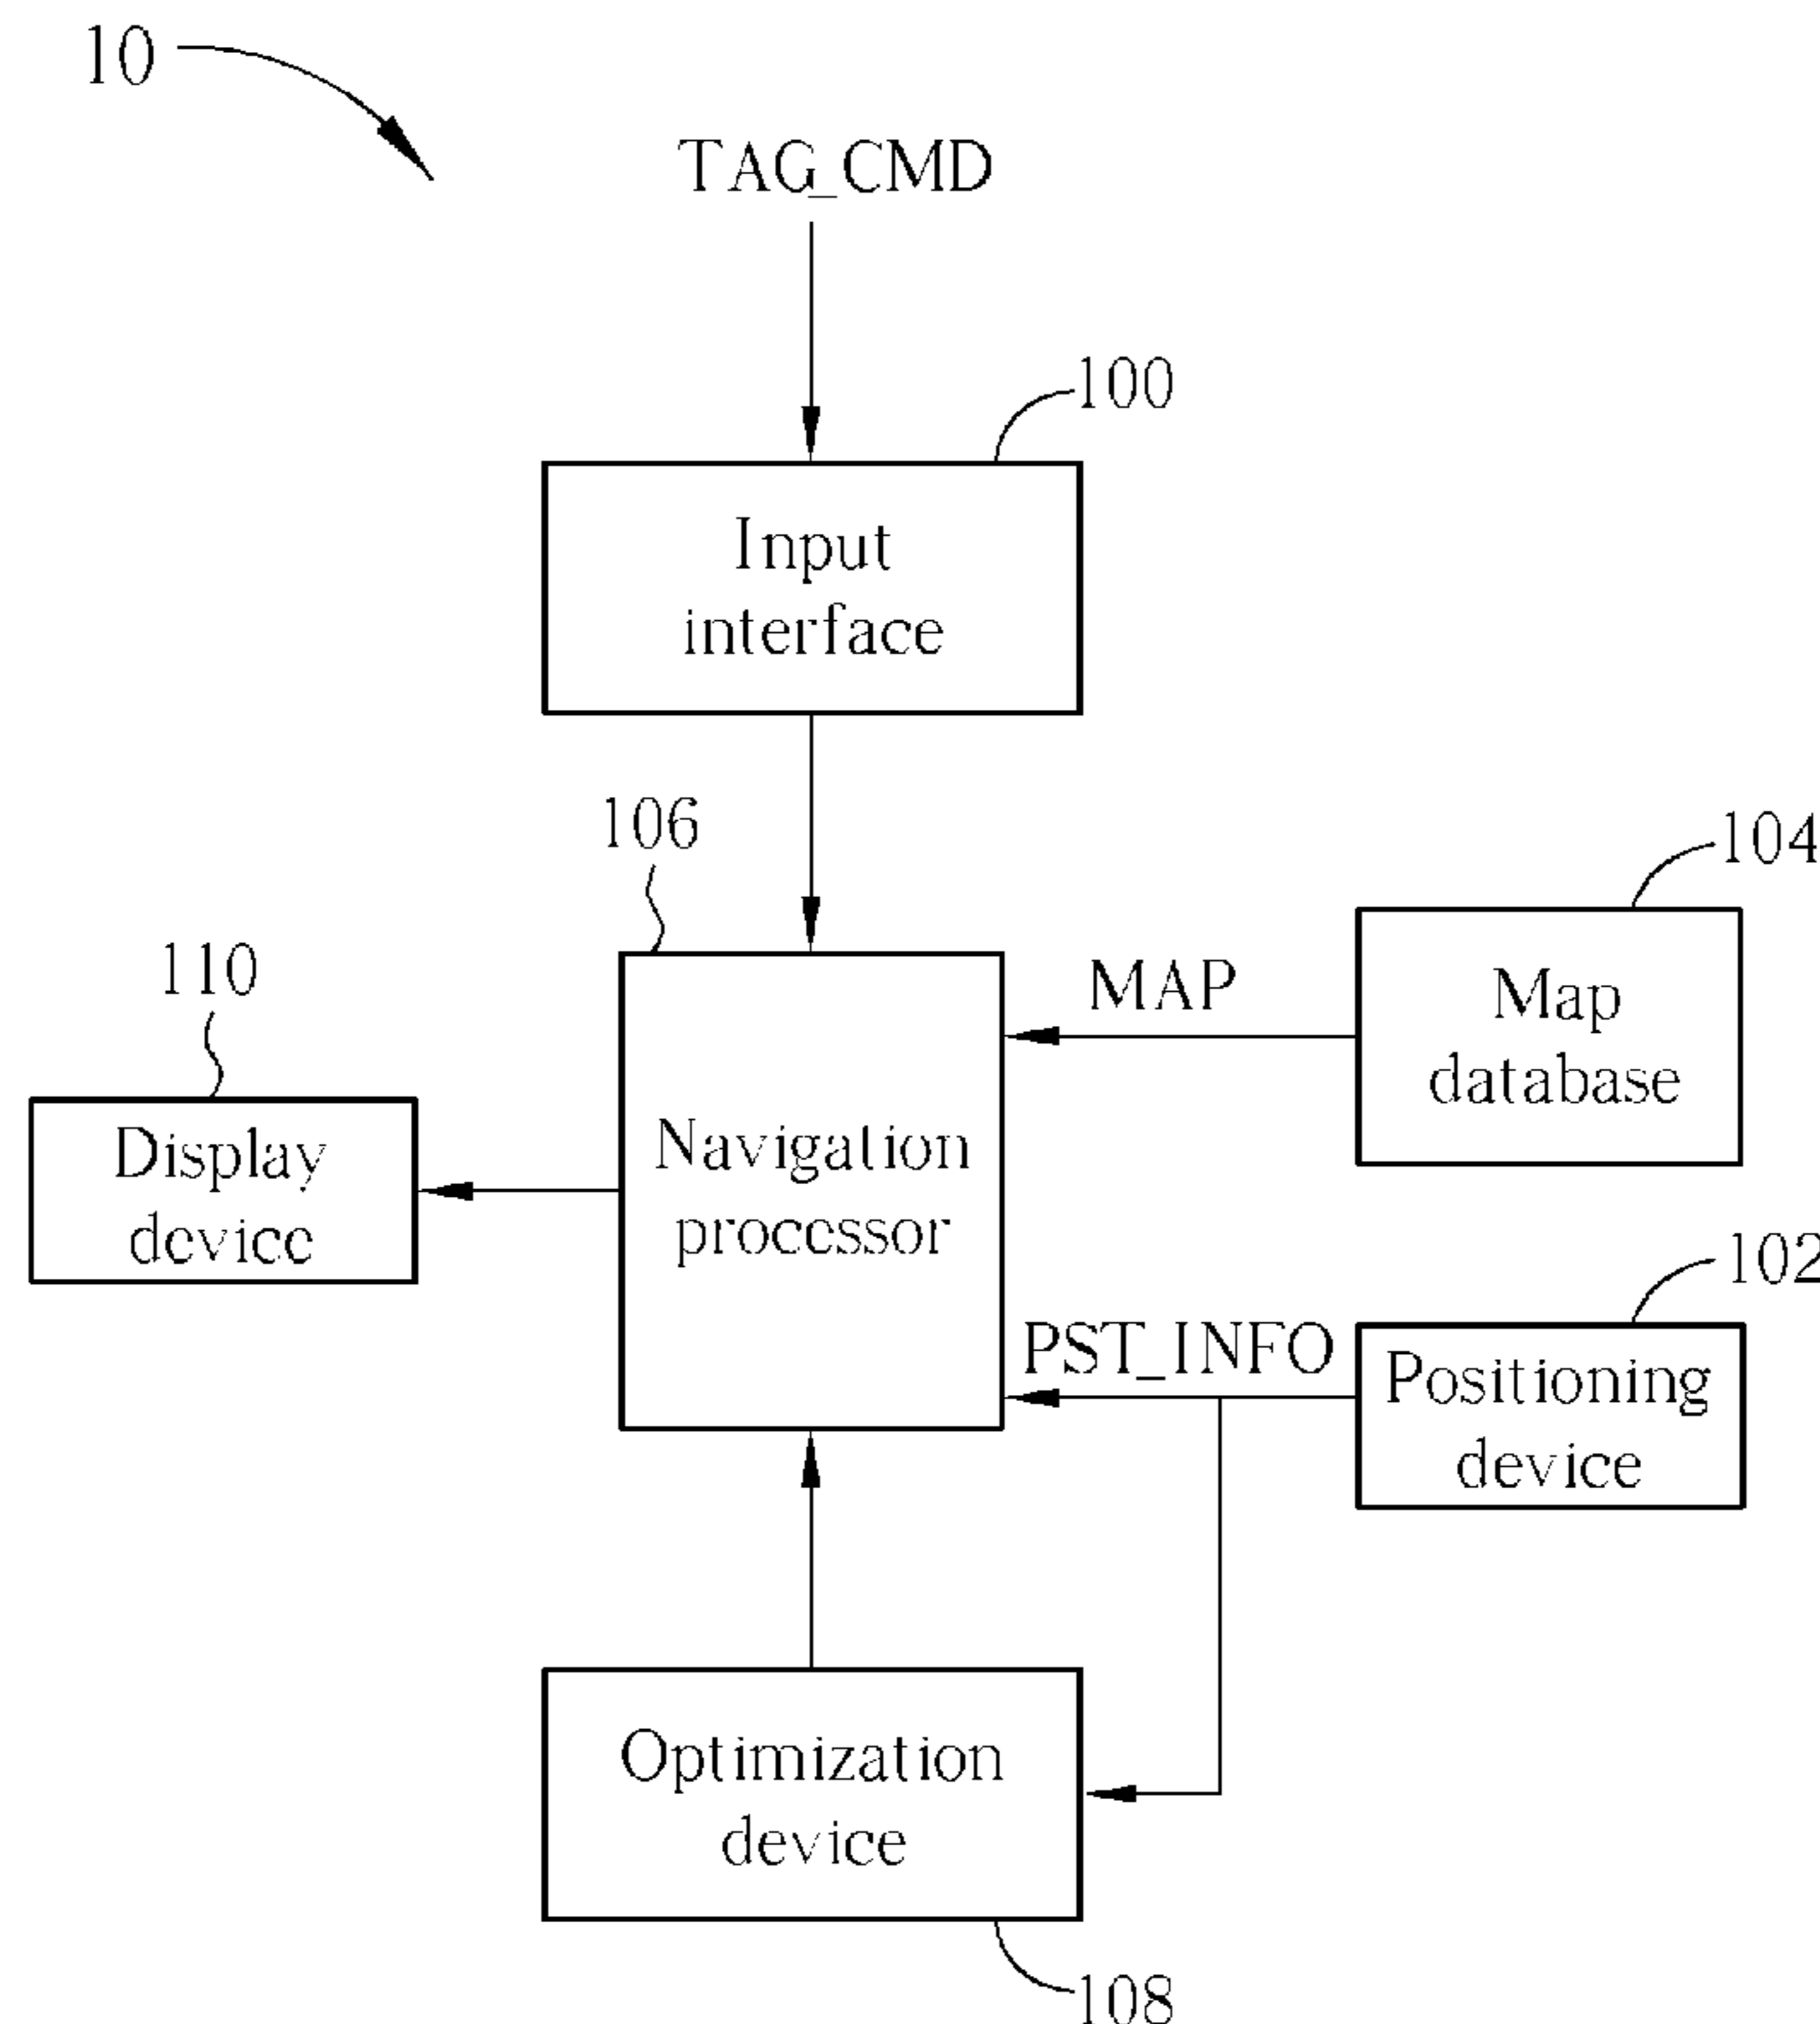 10
TAG_CMD
100
Input
interface
106
104
110
MAP
Map
database
Display
device
Navigation
processor
102
PST_INFO
Positioning
device
Optimization
device
108